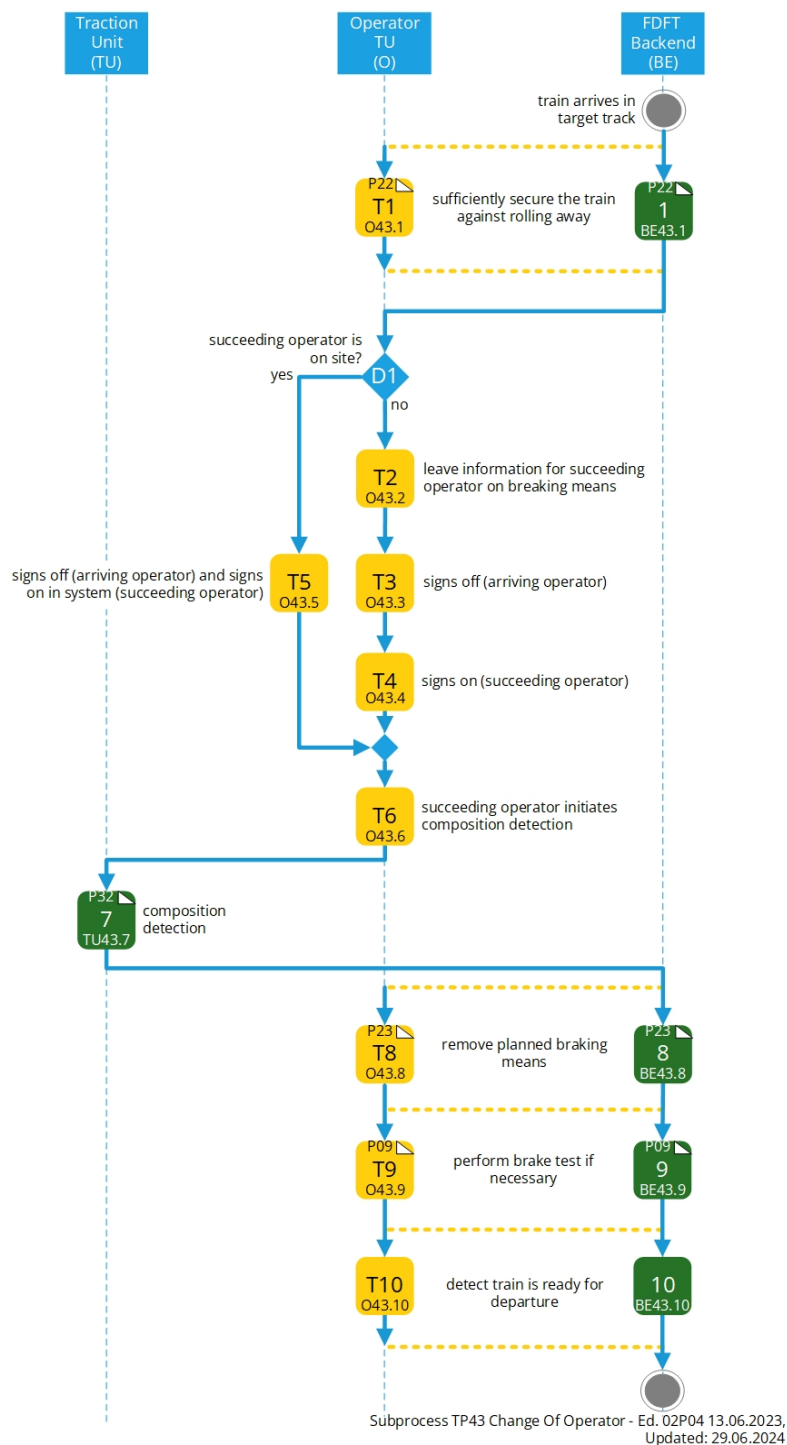 Traction
Unit
(TU)
Operator
TU
(O)
FDFT
Backend
(BE)
train arrives in
target track
P22
T1
O43.1
sufficiently secure the train
against rolling away
P22
1
BE43.1
succeeding operator is
on site?
yes
D1
no
T2
O43.2
leave information for succeeding
operator on breaking means
signs off (arriving operator) and signs
on in system (succeeding operator)
T5
O43.5
T3
O43.3
signs off (arriving operator)
T4
O43.4
signs on (succeeding operator)
T6
O43.6
succeeding operator initiates
composition detection
P32
7
TU43.7
composition
detection
P23
T8
O43.8
remove planned braking
means
P23
8
BE43.8
P09
T9
O43.9
perform brake test if
necessary
P09
9
BE43.9
T10
O43.10
detect train is ready for
departure
10
BE43.10
Subprocess TP43 Change Of Operator - Ed. 02P04 13.06.2023,
Updated: 29.06.2024